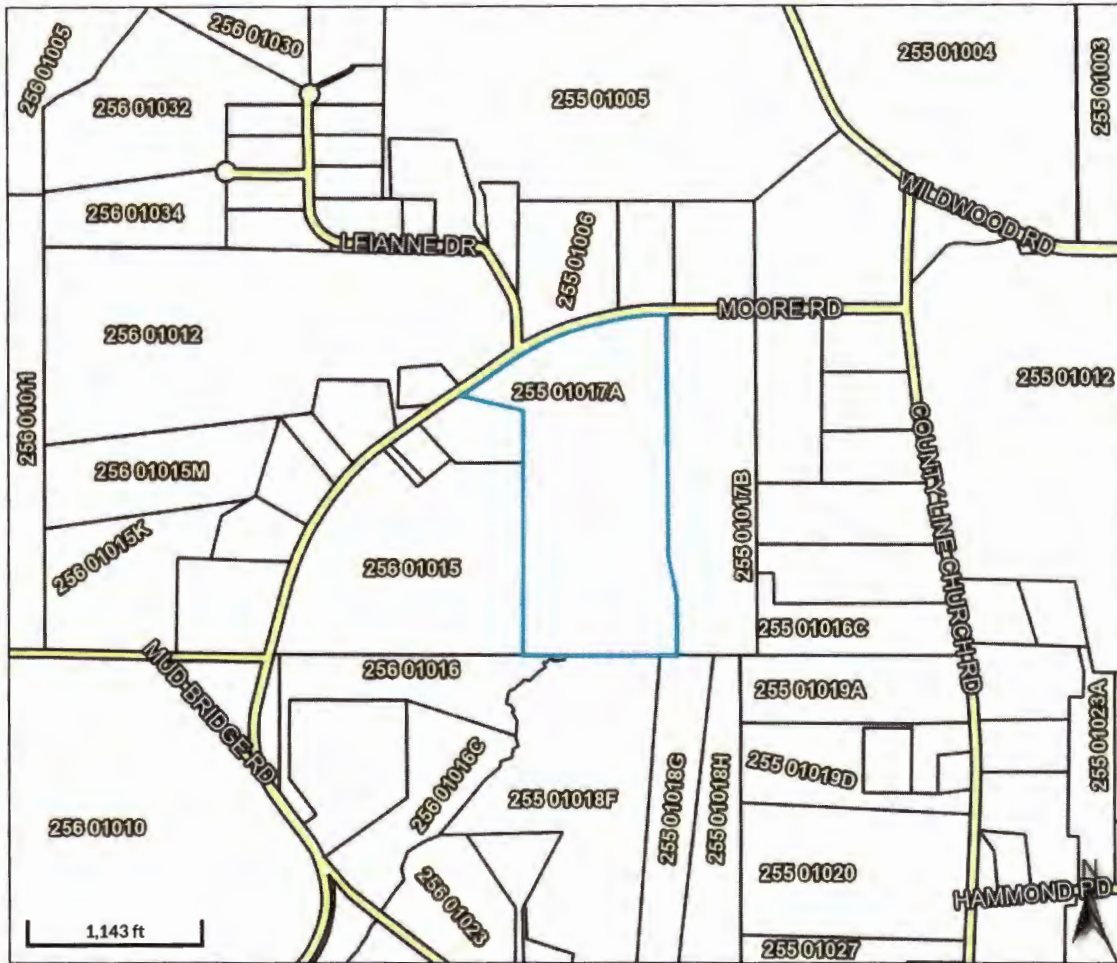 256 01005
256 01030
255 01004
255 01003
255 01005
256 01032
256 01034
WILDWOOD RD
LEIANNE DR
255 01006
MOORE RD
256 01012
256 01011
255 01017A
255 01012
256 01015M
COUNTY LINE CHURCH RD
255 01017B
256 01015K
256 01015
255 01016C
MUD BRIDGE RD
256 01016
255 01019A
255 01023A
255 01019D
256 01016C
255 01018F
255 01018G
255 01018H
256 01010
255 01020
256 01023
HAMMOND RD
N
1,143 ft
255 01027